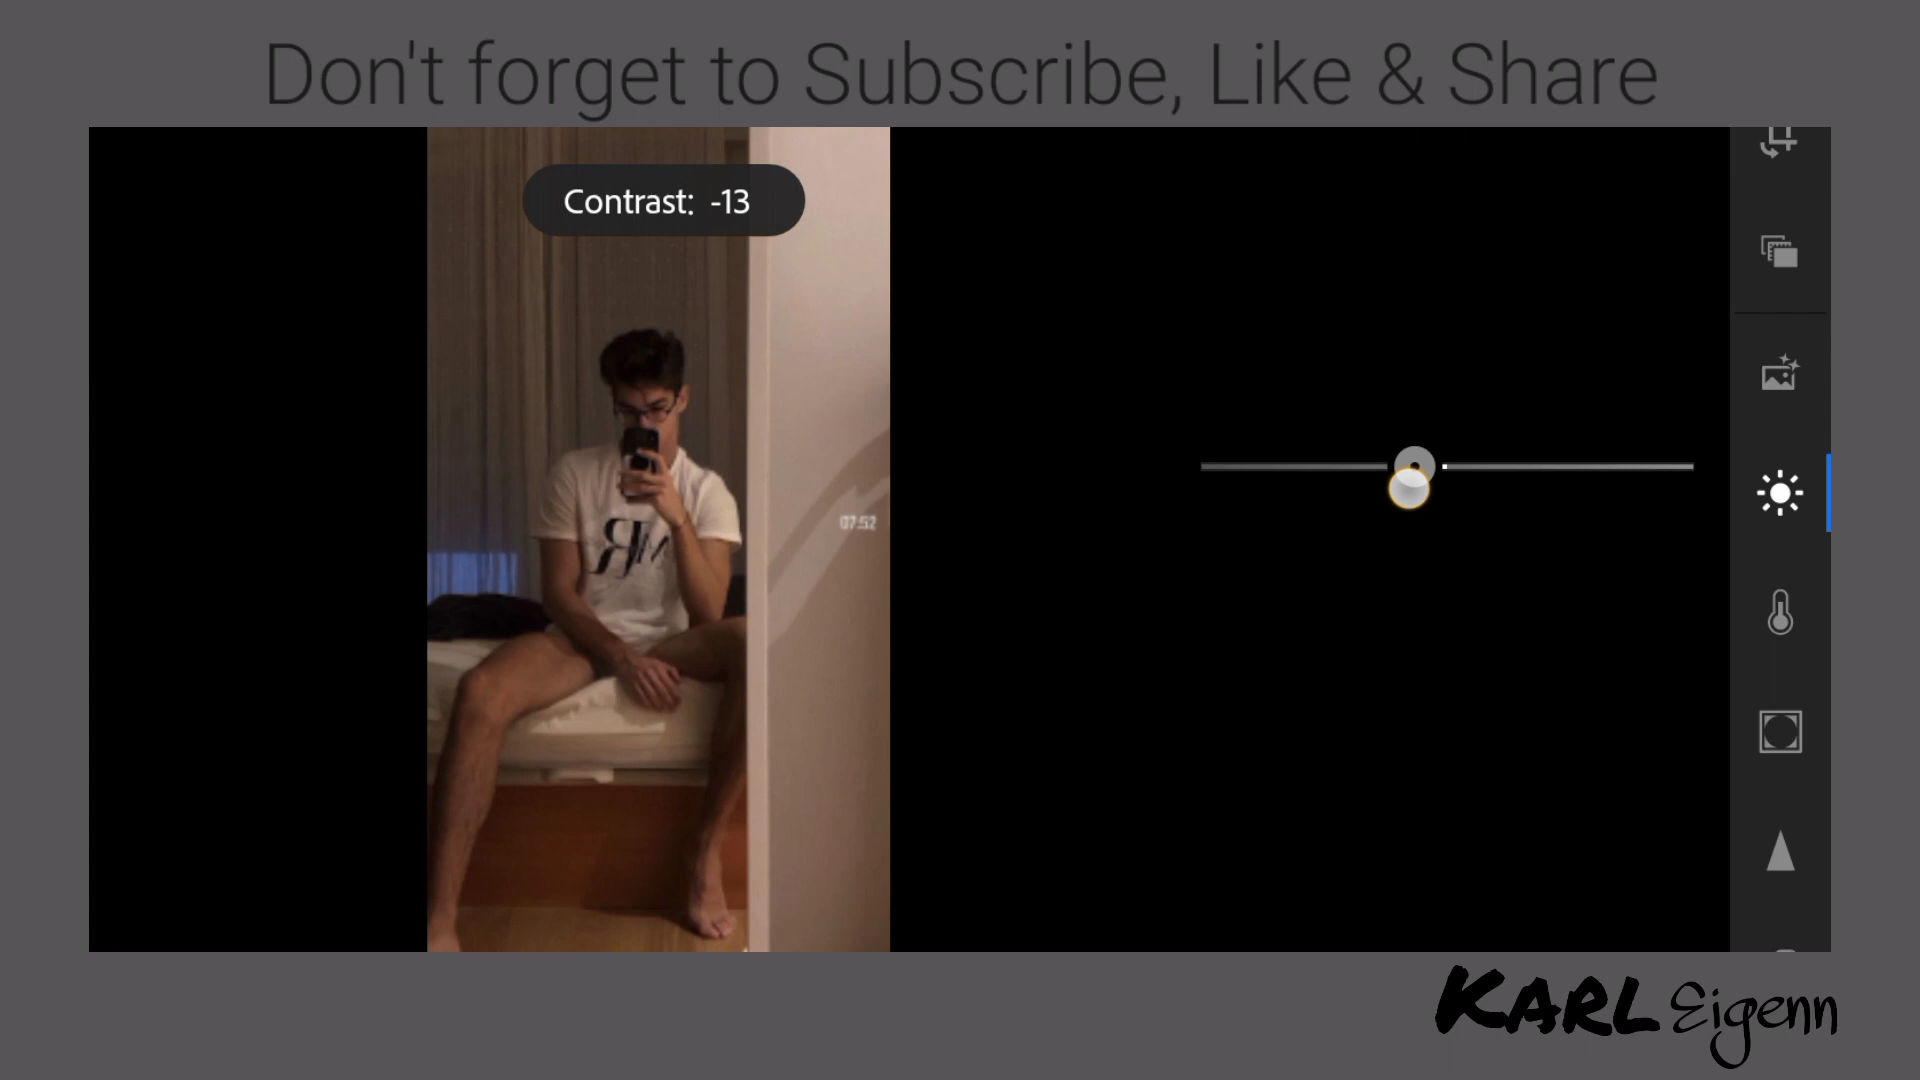 Don't forget to Subscribe, Like & Share
Contrast: -13
07:52
KARL Eigenn